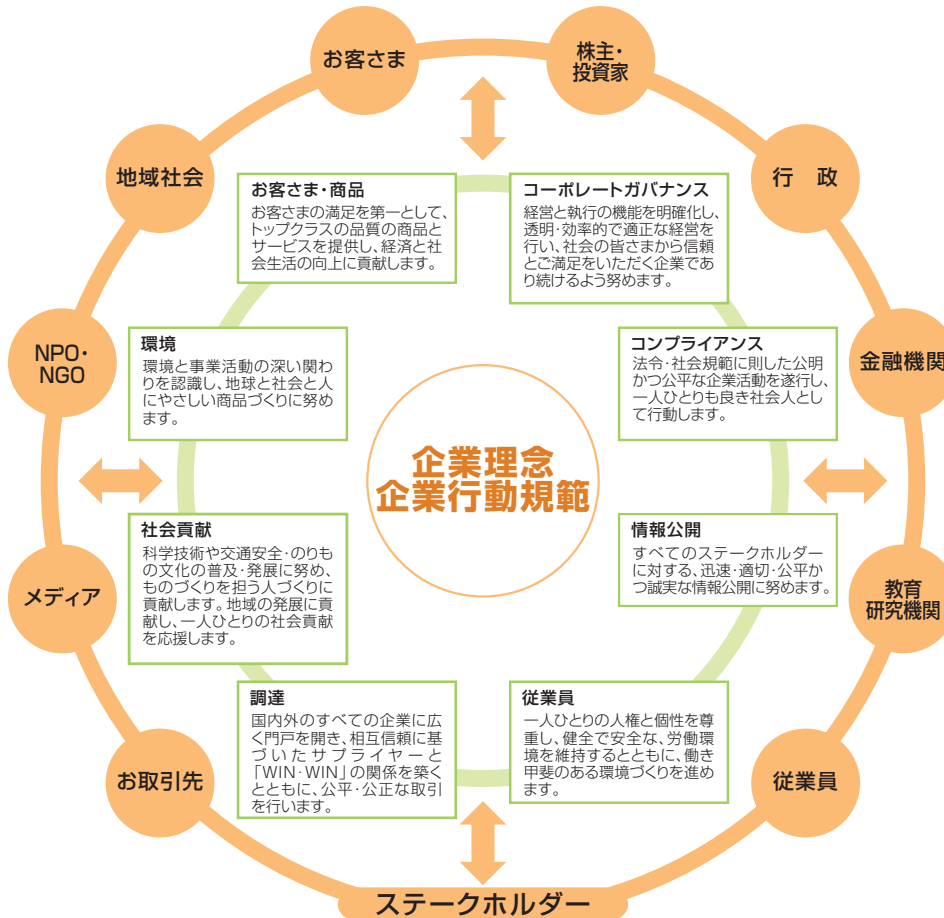 お客さま
株主・
投資家
地域社会
行　政
お客さま・商品
お客さまの満足を第一として、
トップクラスの品質の商品と
サービスを提供し、経済と社
会生活の向上に貢献します。
コーポレートガバナンス
経営と執行の機能を明確化し、
透明・効率的で適正な経営を
行い、社会の皆さまから信頼
とご満足をいただく企業であ
り続けるよう努めます。
NPO・
NGO
環境
環境と事業活動の深い関わ
りを認識し、地球と社会と人
にやさしい商品づくりに努め
ます。
コンプライアンス
法令・社会規範に則した公明
かつ公平な企業活動を遂行し、
一人ひとりも良き社会人とし
て行動します。
金融機関
企業理念
企業行動規範
メディア
社会貢献
科学技術や交通安全・のりも
の文化の普及・発展に努め、
ものづくりを担う人づくりに
貢献します。地域の発展に貢
献し、一人ひとりの社会貢献
を応援します。
情報公開
すべてのステークホルダー
に対する、迅速・適切・公平か
つ誠実な情報公開に努めます。
教育
研究機関
お取引先
調達
国内外のすべての企業に広
く門戸を開き、相互信頼に基
づいたサプライヤーと
「WIN・WIN」の関係を築く
とともに、公平・公正な取引
を行います。
従業員
一人ひとりの人権と個性を尊
重し、健全で安全な、労働環
境を維持するとともに、働き
甲斐のある環境づくりを進め
ます。
従業員
ステークホルダー